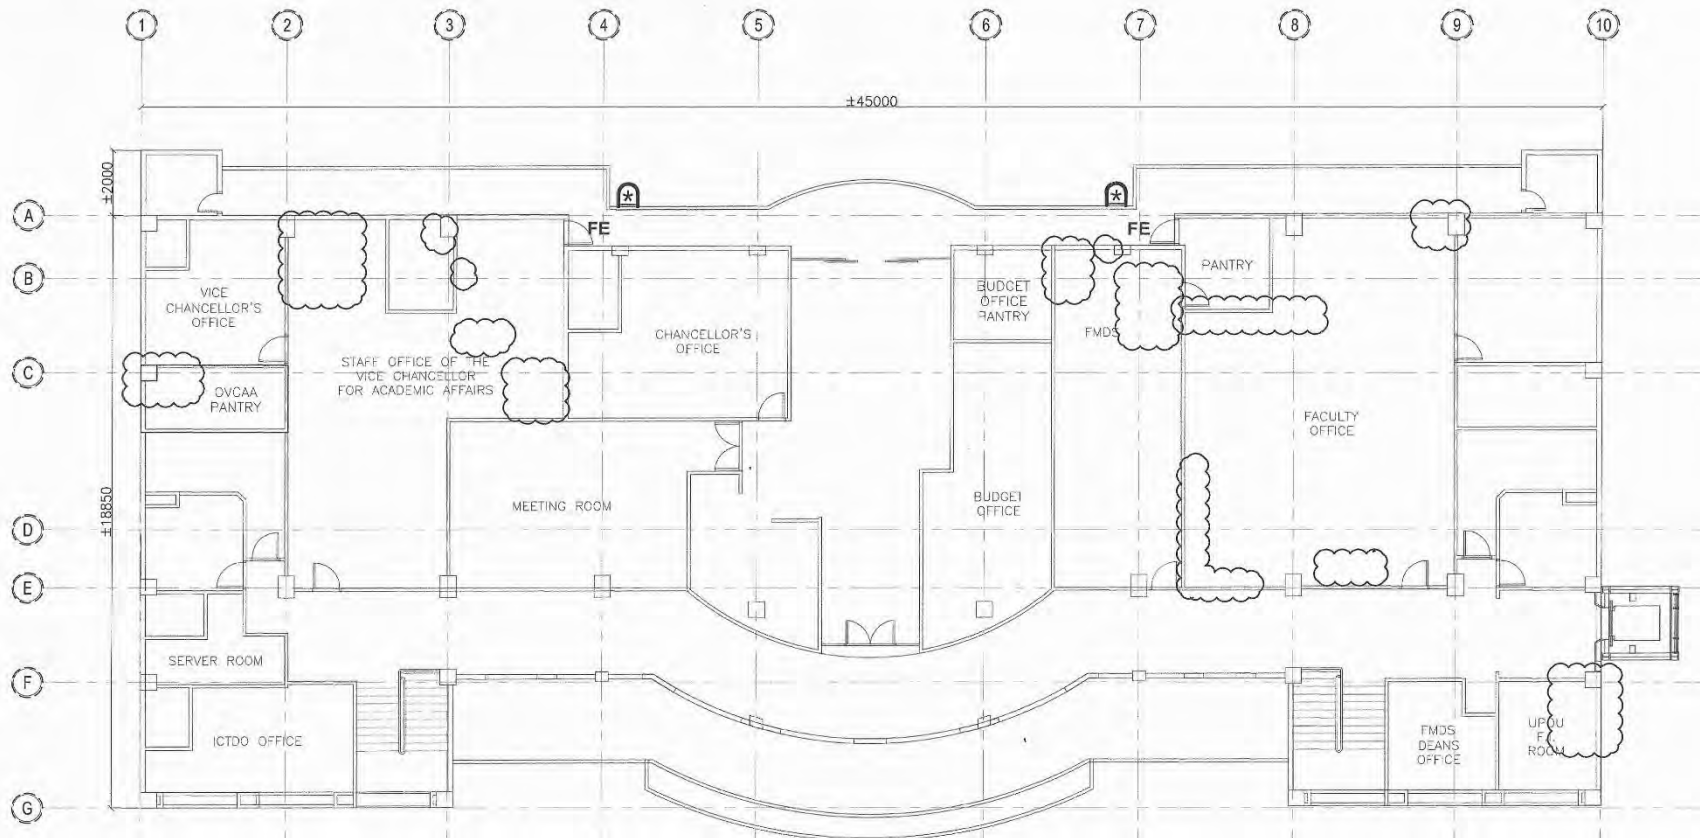 1 2 3 4 5 6 7 8 9 10
±45000
±2000
A
* *
FE FE
B
PANTRY
VICE
CHANCELLOR'S
OFFICE
BUDGET
OFFICE
PANTRY
CHANCELLOR'S
OFFICE
FMDS
C
STAFF OFFICE OF THE
VICE CHANCELLOR
FOR ACADEMIC AFFAIRS
OVCAA
PANTRY
FACULTY
OFFICE
±18850
MEETING ROOM
BUDGET
OFFICE
D
E
SERVER ROOM
F
ICTDO OFFICE
FMDS
DEANS
OFFICE
UPOU
ROOM
G